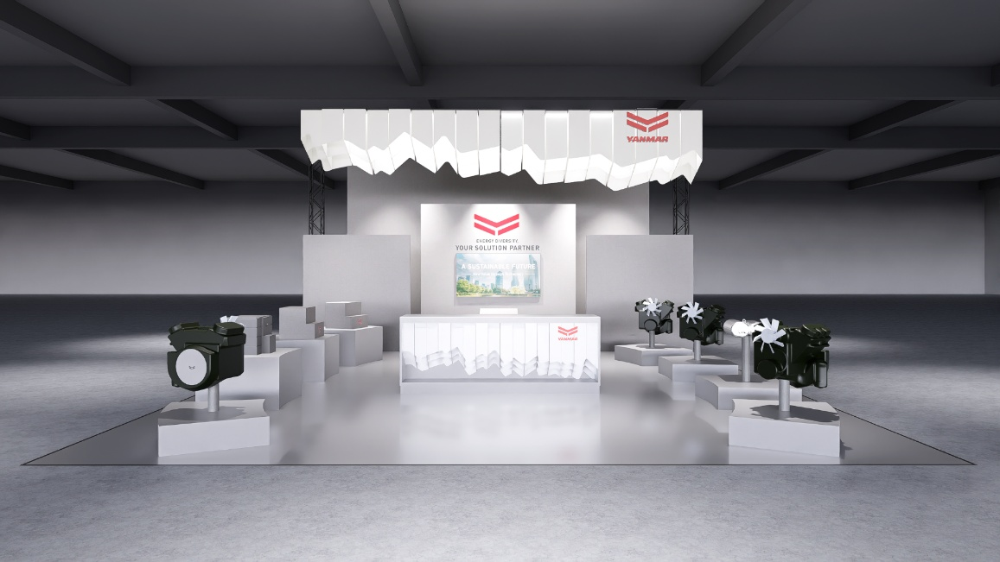 YANMAR
ENERGY DIVERSITY.
YOUR SOLUTION PARTNER
A SUSTAINABLE FUTURE
YANMAR